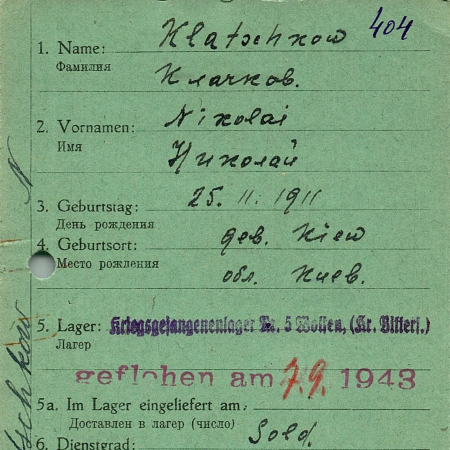 404
1. Name: Klatschkow
Фамилия Клачков.
2. Vornamen: Nikolai
Имя Николай
3. Geburtstag: 25. 11. 1911
День рождения
4. Geburtsort: дев. Kiew
Место рождения обл. Киев.
5. Lager: Kriegsgefangenenlager Nr. 5 Wolfen, (Kr. Bitterf.)
Лагерь
geflohen am 7.9. 1943
5a. Im Lager eingeliefert am:
Доставлен в лагерь (число)
6. Dienstgrad: Sold.